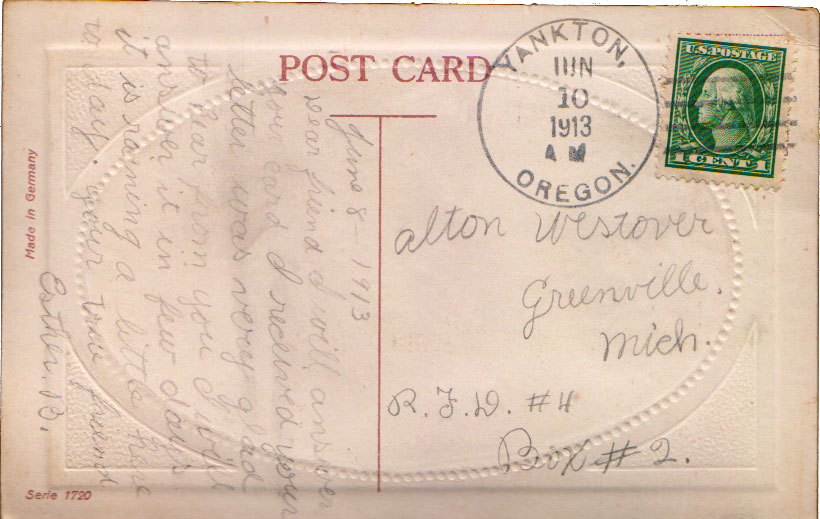 POST CARD
YANKTON,
JUN
10
1913
A M
OREGON.
U.S. POSTAGE
1 CENT 1
Alton Westover
Greenville.
Mich.
R.F.D. #4
Box #2.
June 8 - 1913
Dear friend I will answer
your card I received your
letter was very glad
to hear from you I will
answer it in few days
it is raining a little here
to day. your true friend
Esther. B.
Made in Germany
Serie 1720